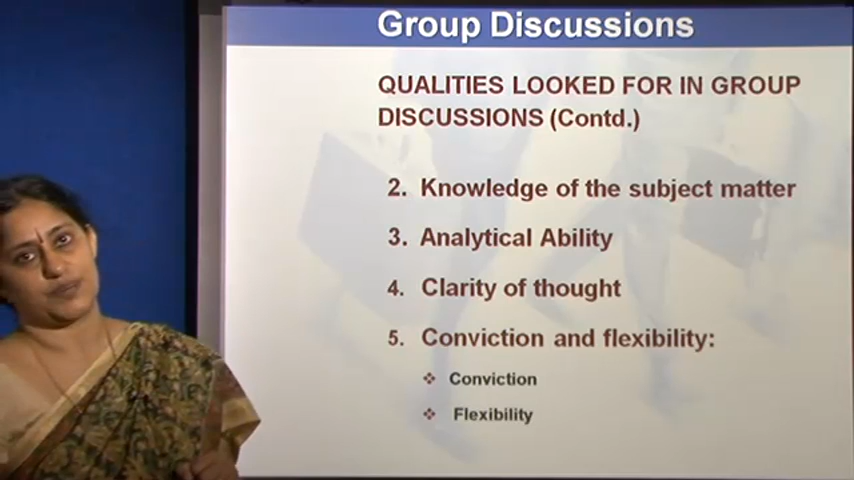 Group Discussions
QUALITIES LOOKED FOR IN GROUP
DISCUSSIONS (Contd.)
2. Knowledge of the subject matter
3. Analytical Ability
4. Clarity of thought
5. Conviction and flexibility:
❖ Conviction
❖ Flexibility